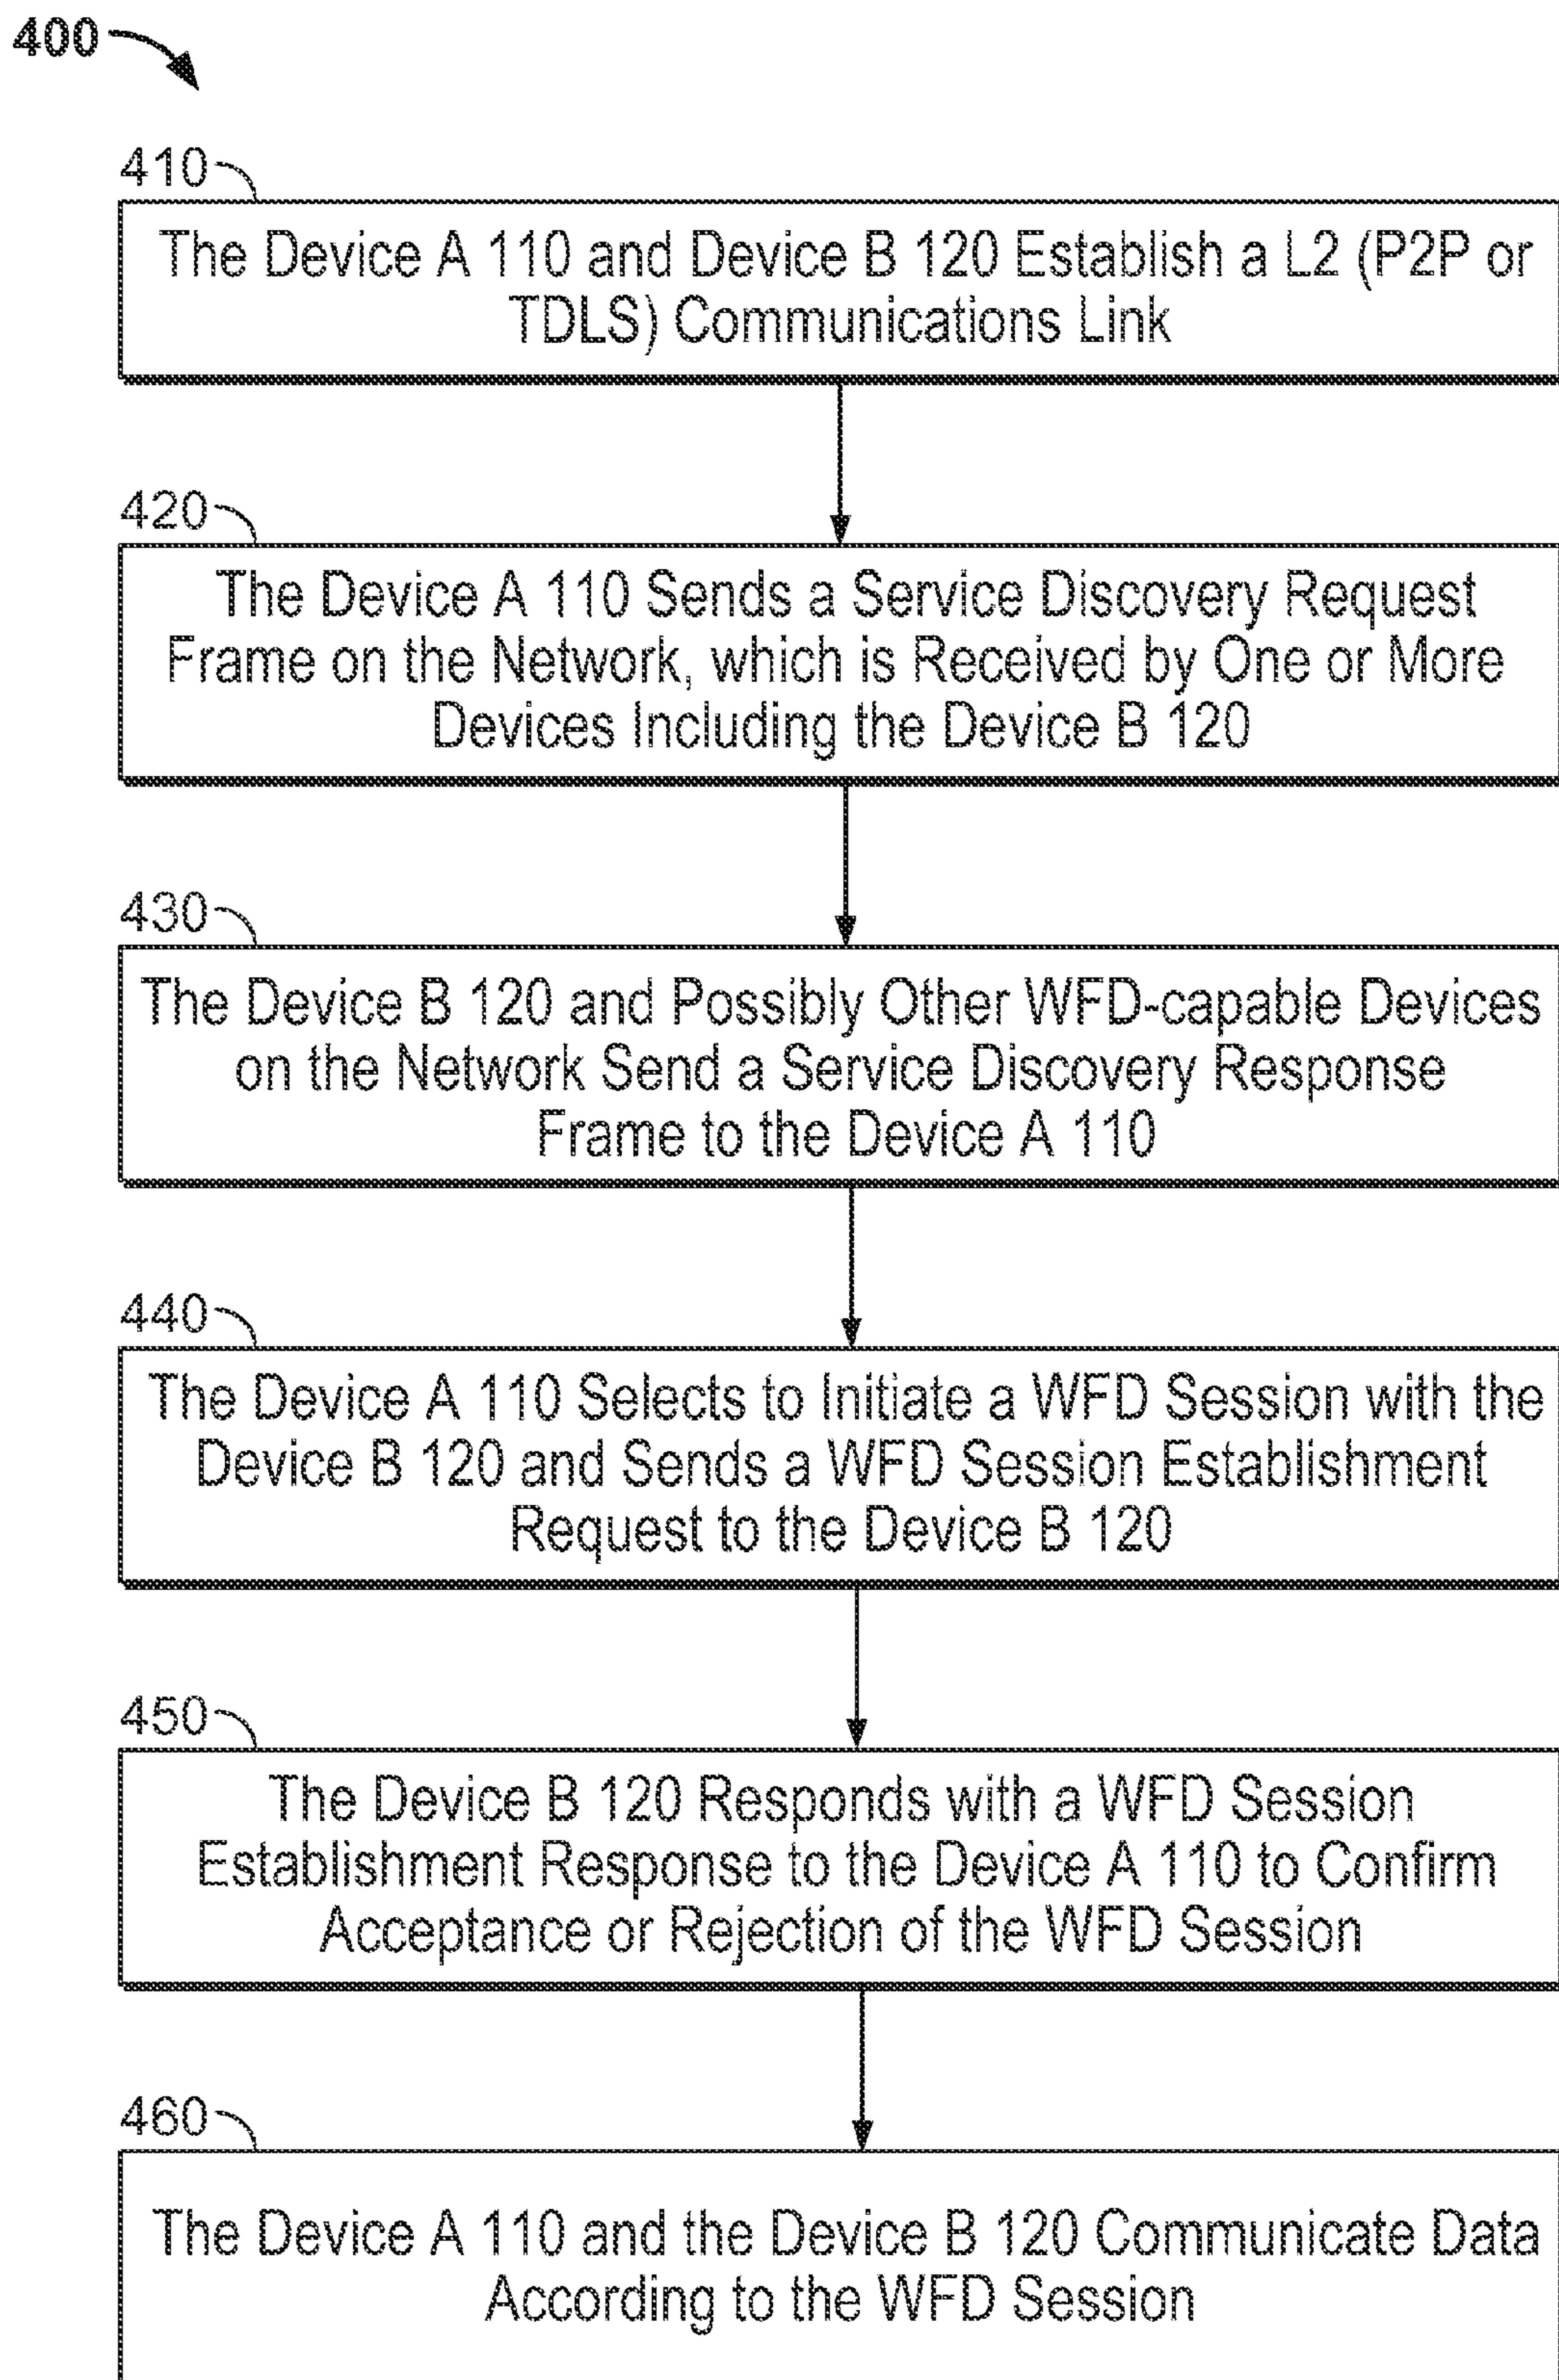 400
410
The Device A 110 and Device B 120 Establish a L2 (P2P or
TDLS) Communications Link
420
The Device A 110 Sends a Service Discovery Request
Frame on the Network, which is Received by One or More
Devices Including the Device B 120
430
The Device B 120 and Possibly Other WFD-capable Devices
on the Network Send a Service Discovery Response
Frame to the Device A 110
440
The Device A 110 Selects to Initiate a WFD Session with the
Device B 120 and Sends a WFD Session Establishment
Request to the Device B 120
450
The Device B 120 Responds with a WFD Session
Establishment Response to the Device A 110 to Confirm
Acceptance or Rejection of the WFD Session
460
The Device A 110 and the Device B 120 Communicate Data
According to the WFD Session